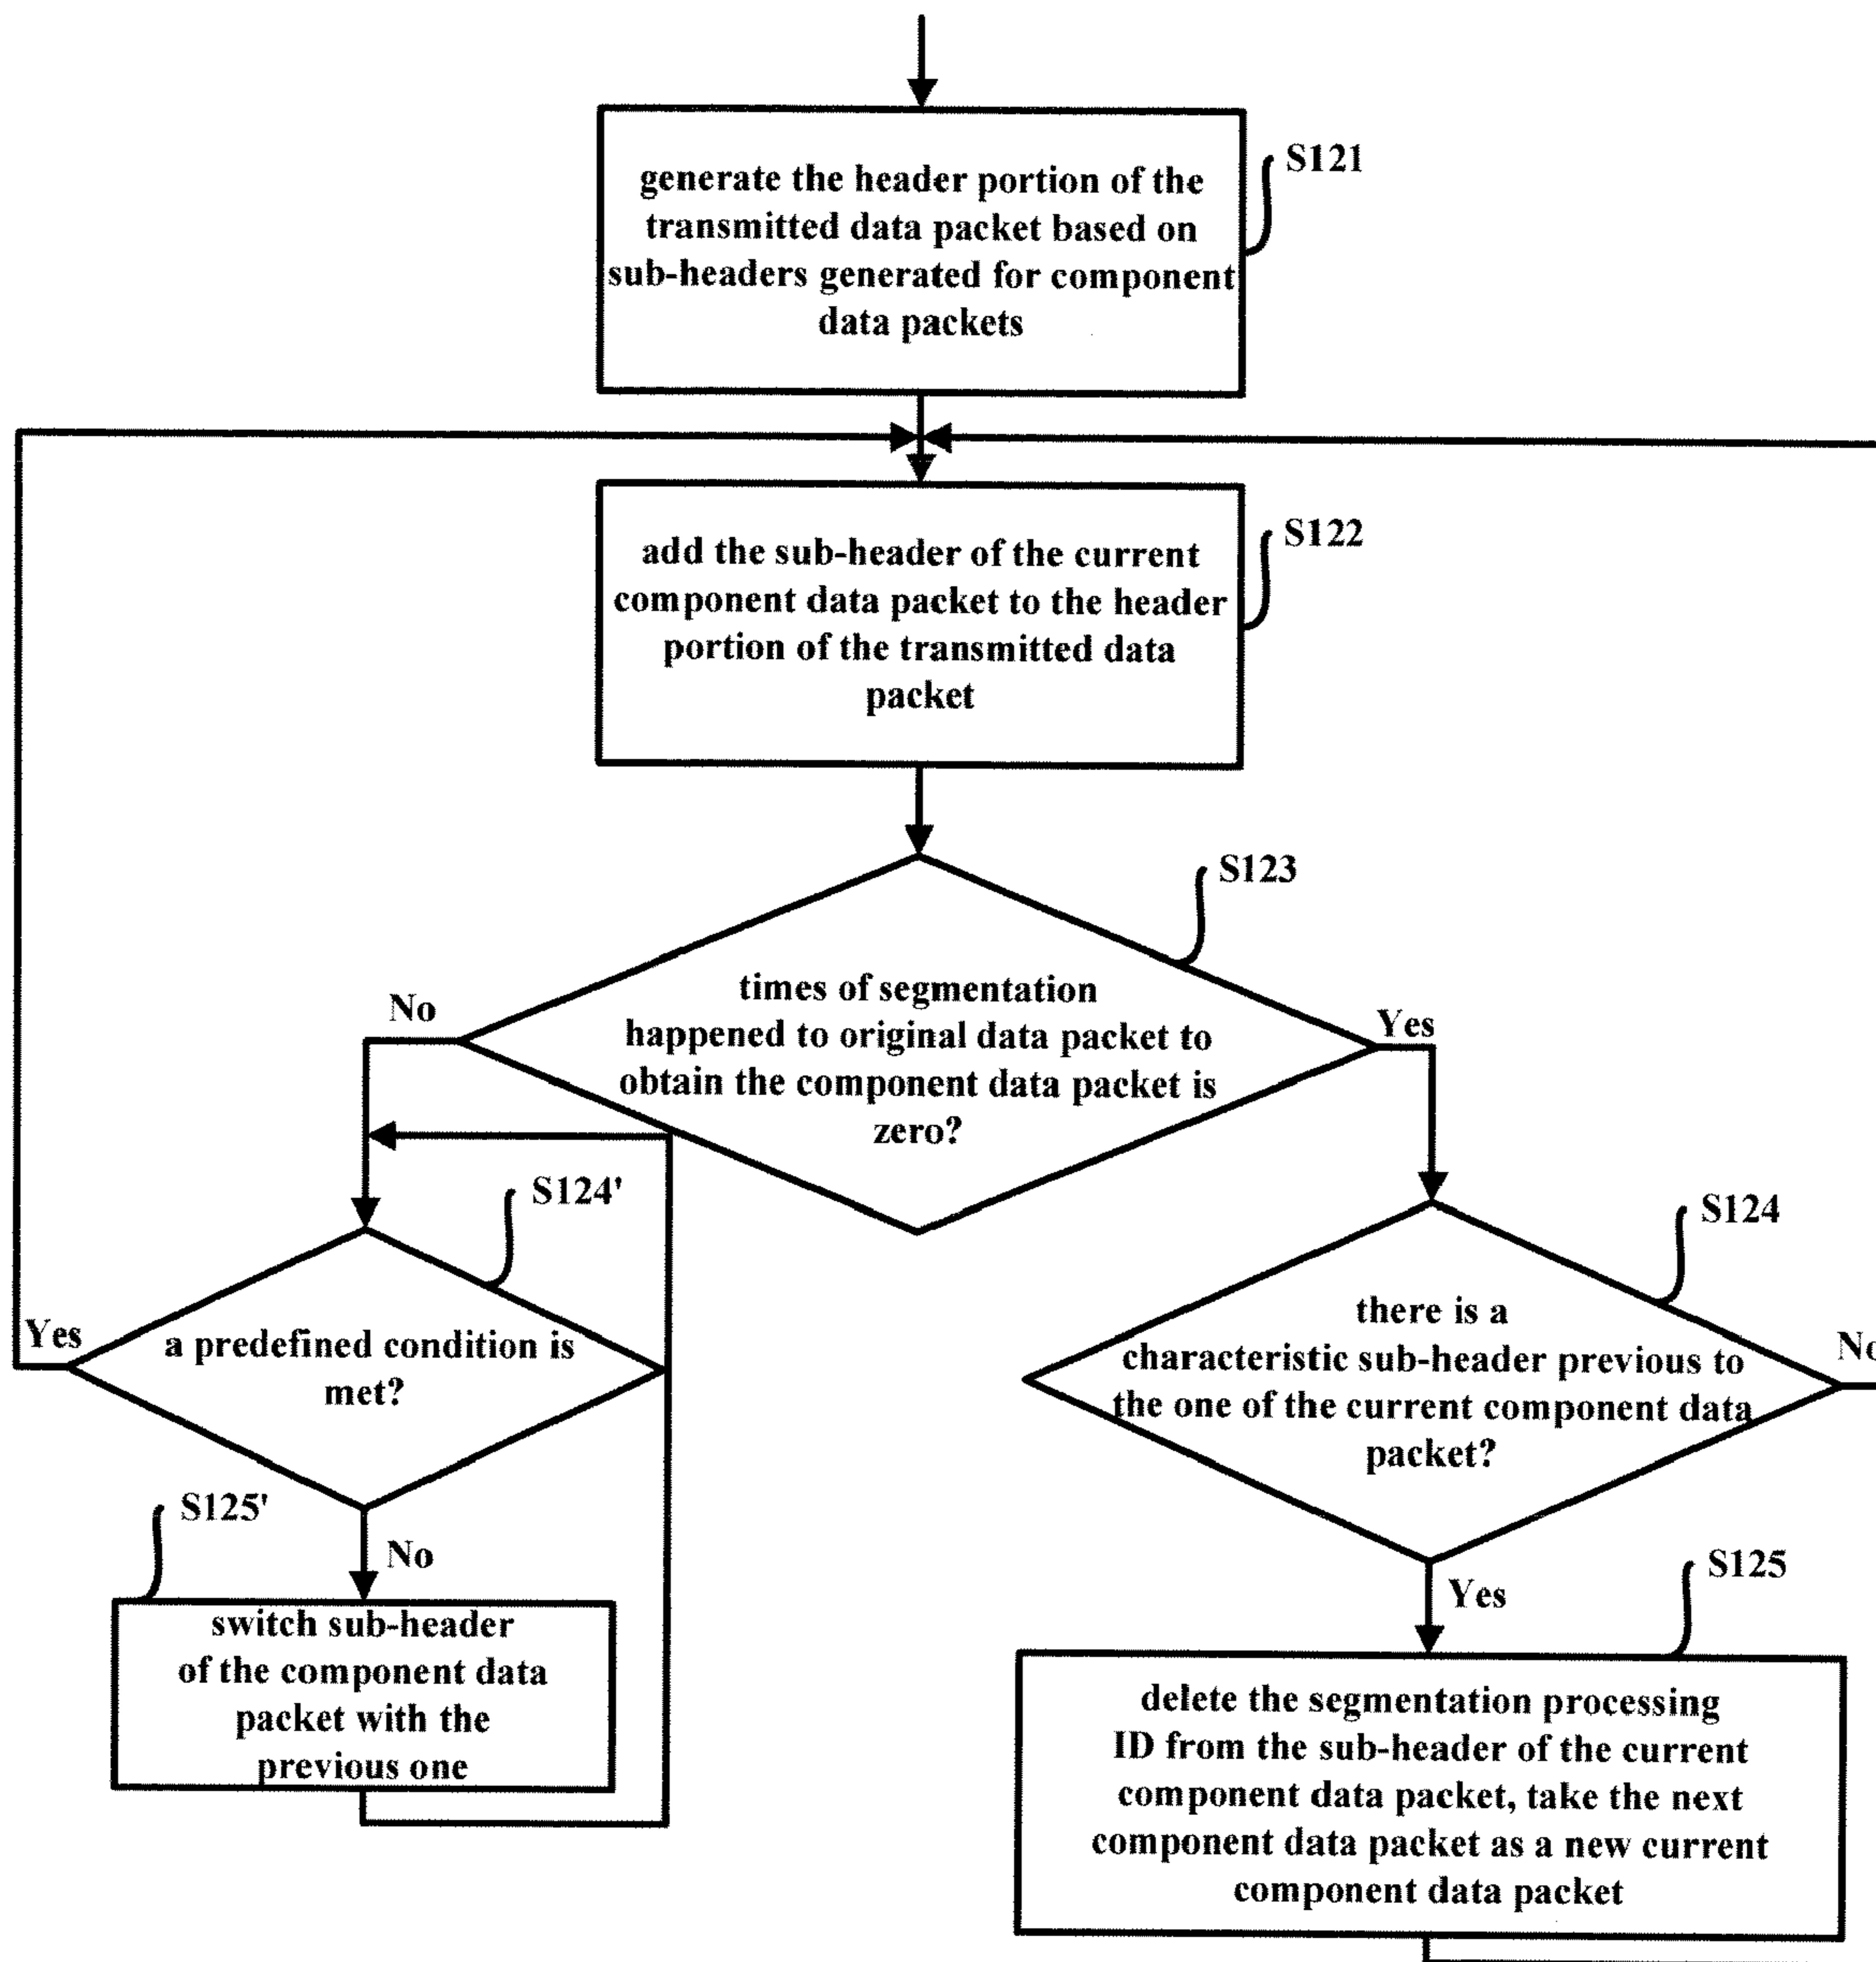 generate the header portion of the
transmitted data packet based on
sub-headers generated for component
data packets
S121
add the sub-header of the current
component data packet to the header
portion of the transmitted data
packet
S122
S123
times of segmentation
happened to original data packet to
obtain the component data packet is
zero?
No
Yes
S124'
a predefined condition is
met?
Yes
No
S125'
switch sub-header
of the component data
packet with the
previous one
S124
there is a
characteristic sub-header previous to
the one of the current component data
packet?
No
Yes
S125
delete the segmentation processing
ID from the sub-header of the current
component data packet, take the next
component data packet as a new current
component data packet